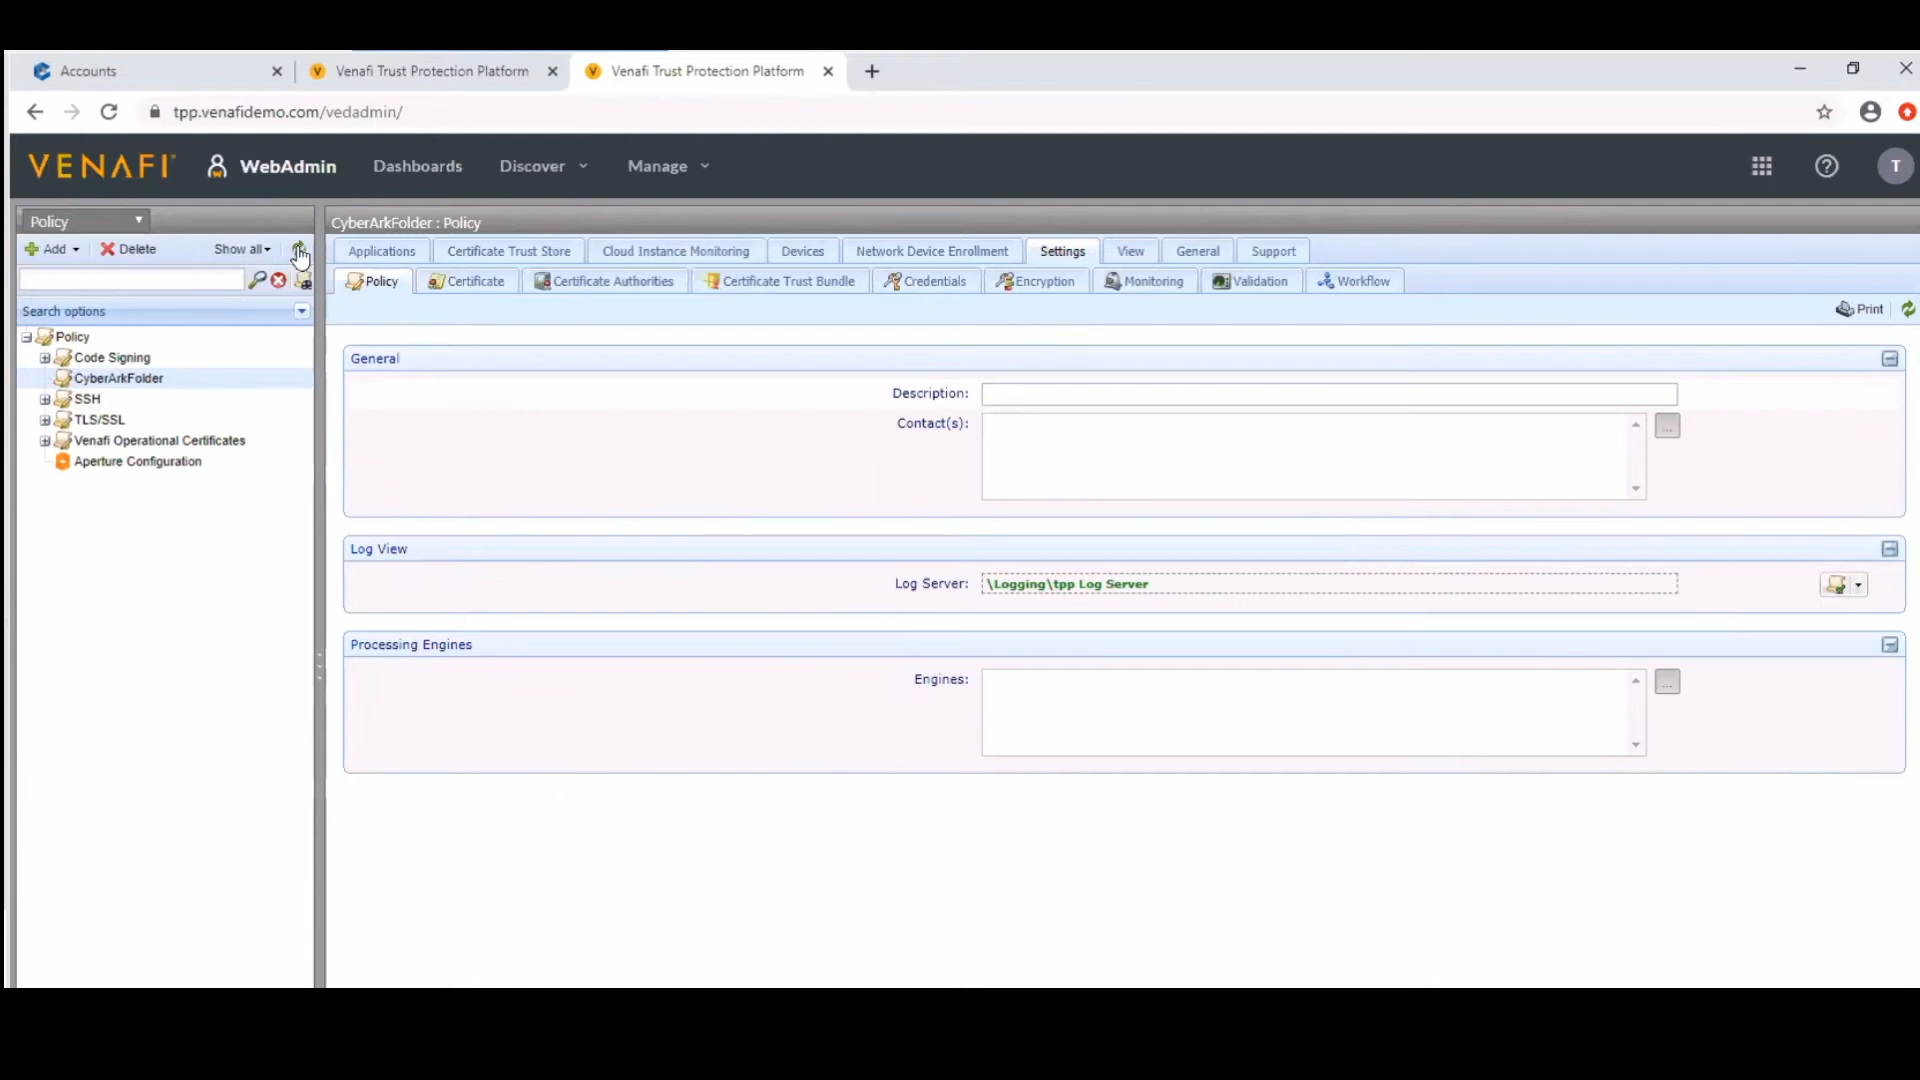 Accounts
Venafi Trust Protection Platform
Venafi Trust Protection Platform
tpp.venafidemo.com/vedadmin/
VENAFI WebAdmin Dashboards Discover Manage T
Policy
CyberArkFolder : Policy
Add Delete Show all
Applications Certificate Trust Store Cloud Instance Monitoring Devices Network Device Enrollment Settings View General Support
Policy Certificate Certificate Authorities Certificate Trust Bundle Credentials Encryption Monitoring Validation Workflow
Search options
Print
Policy
Code Signing
CyberArkFolder
SSH
TLS/SSL
Venafi Operational Certificates
Aperture Configuration
General
Description:
Contact(s):
...
Log View
Log Server: \Logging\tpp Log Server
Processing Engines
Engines:
...